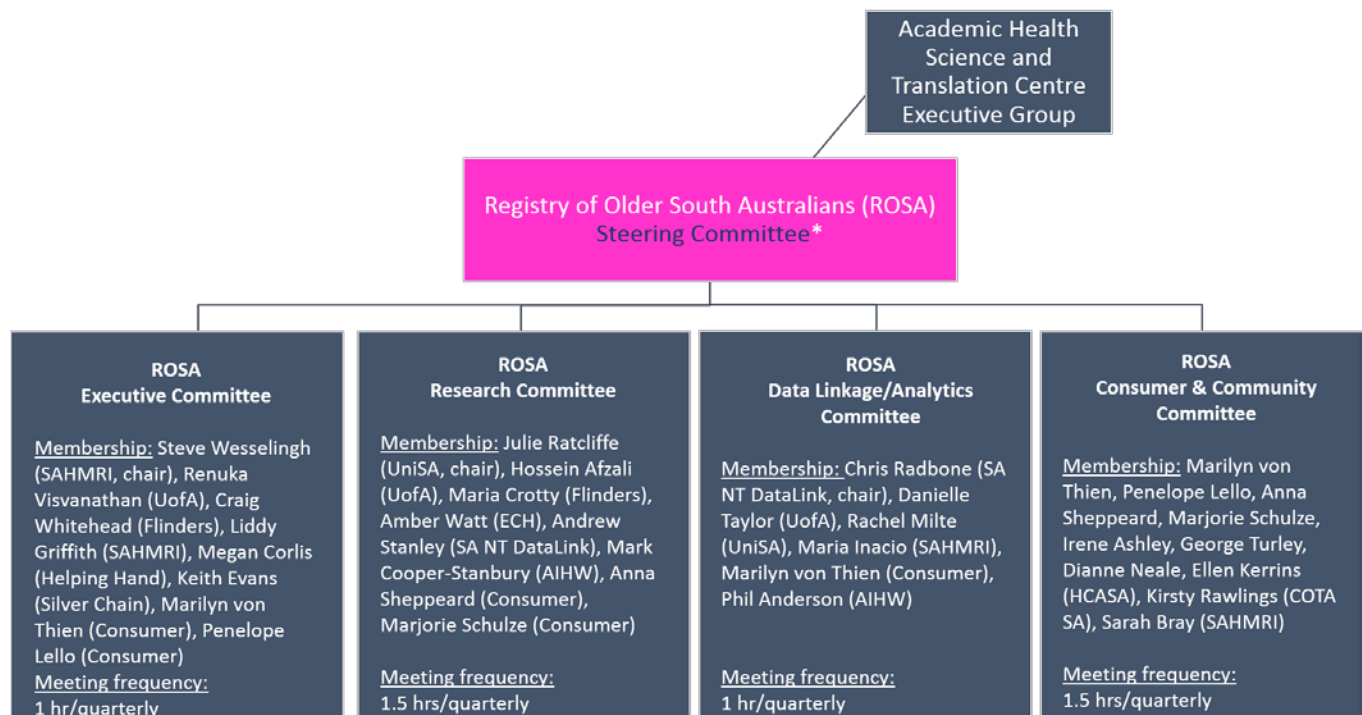 Academic Health
Science and
Translation Centre
Executive Group
Registry of Older South Australians (ROSA)
Steering Committee*
ROSA
Executive Committee
Membership: Steve Wesselingh
(SAHMRI, chair), Renuka
Visvanathan (UofA), Craig
Whitehead (Flinders), Liddy
Griffith (SAHMRI), Megan Corlis
(Helping Hand), Keith Evans
(Silver Chain), Marilyn von
Thien (Consumer), Penelope
Lello (Consumer)
Meeting frequency:
1 hr/quarterly
ROSA
Research Committee
Membership: Julie Ratcliffe
(UniSA, chair), Hossein Afzali
(UofA), Maria Crotty (Flinders),
Amber Watt (ECH), Andrew
Stanley (SA NT DataLink), Mark
Cooper-Stanbury (AIHW), Anna
Sheppeard (Consumer),
Marjorie Schulze (Consumer)
Meeting frequency:
1.5 hrs/quarterly
ROSA
Data Linkage/Analytics
Committee
Membership: Chris Radbone (SA
NT DataLink, chair), Danielle
Taylor (UofA), Rachel Milte
(UniSA), Maria Inacio (SAHMRI),
Marilyn von Thien (Consumer),
Phil Anderson (AIHW)
Meeting frequency:
1 hr/quarterly
ROSA
Consumer & Community
Committee
Membership: Marilyn von
Thien, Penelope Lello, Anna
Sheppeard, Marjorie Schulze,
Irene Ashley, George Turley,
Dianne Neale, Ellen Kerrins
(HCASA), Kirsty Rawlings (COTA
SA), Sarah Bray (SAHMRI)
Meeting frequency:
1.5 hrs/quarterly